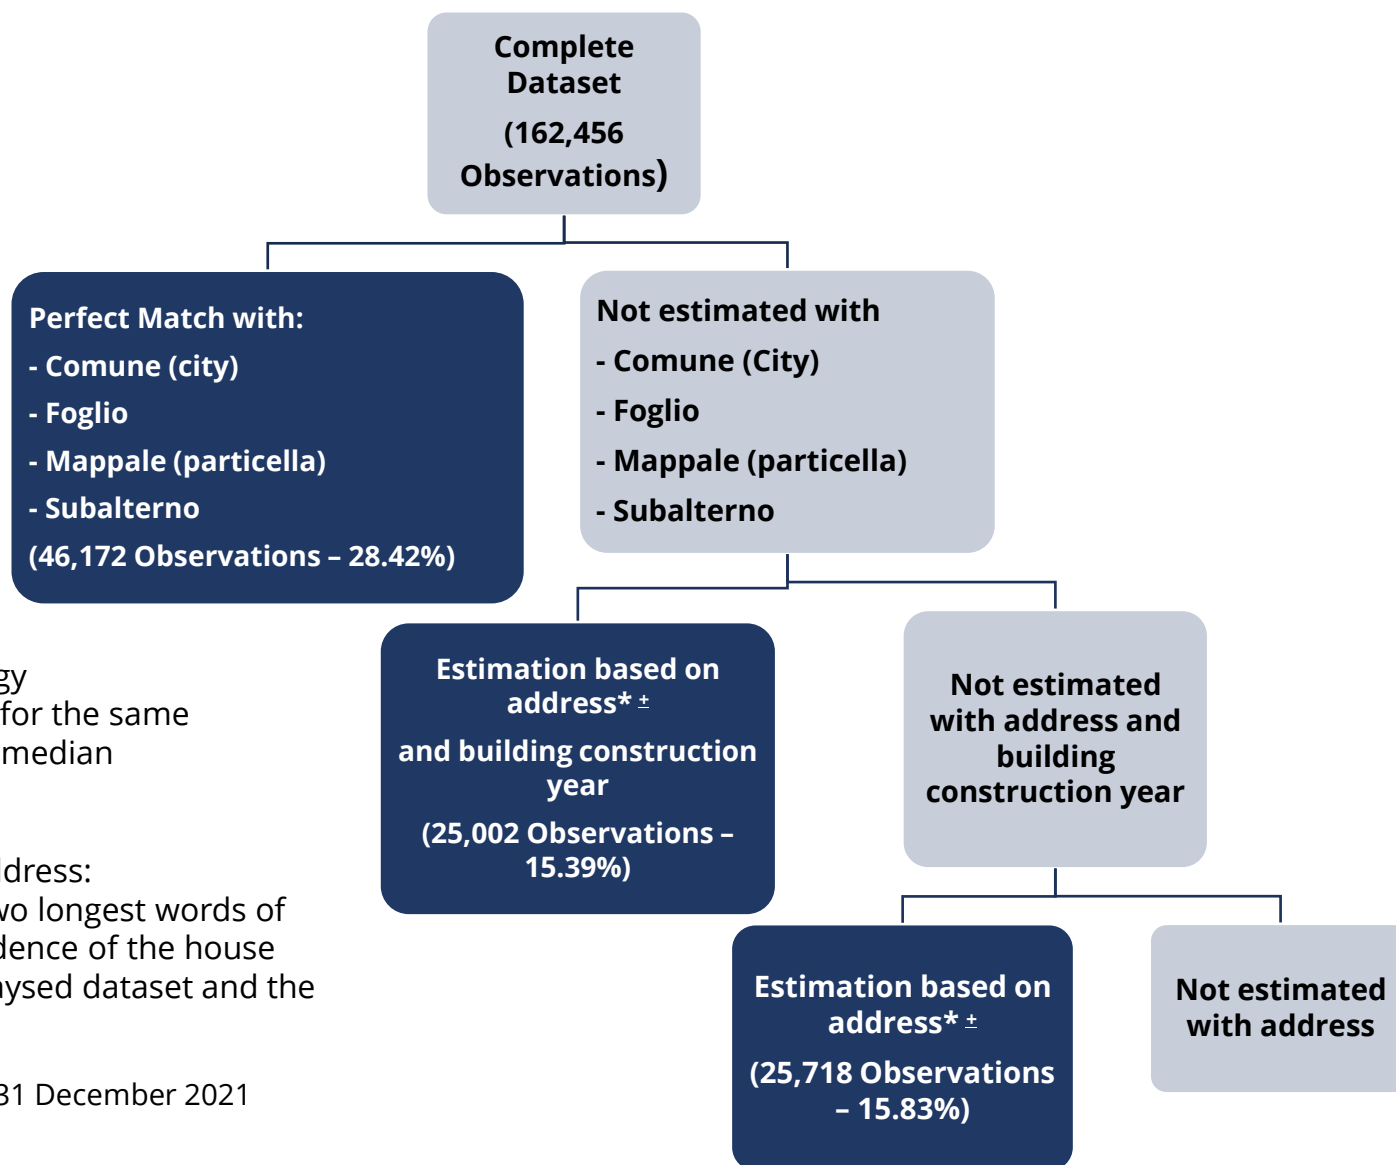 Complete
Dataset
(162,456
Observations)
Perfect Match with:
- Comune (city)
- Foglio
- Mappale (particella)
- Subalterno
(46,172 Observations – 28.42%)
Not estimated with
- Comune (City)
- Foglio
- Mappale (particella)
- Subalterno
Estimation based on
address* ±
and building construction
year
(25,002 Observations –
15.39%)
Not estimated
with address and
building
construction year
Estimation based on
address* ±
(25,718 Observations
– 15.83%)
Not estimated
with address
gy
for the same
median
dress:
wo longest words of
dence of the house
aysed dataset and the
31 December 2021